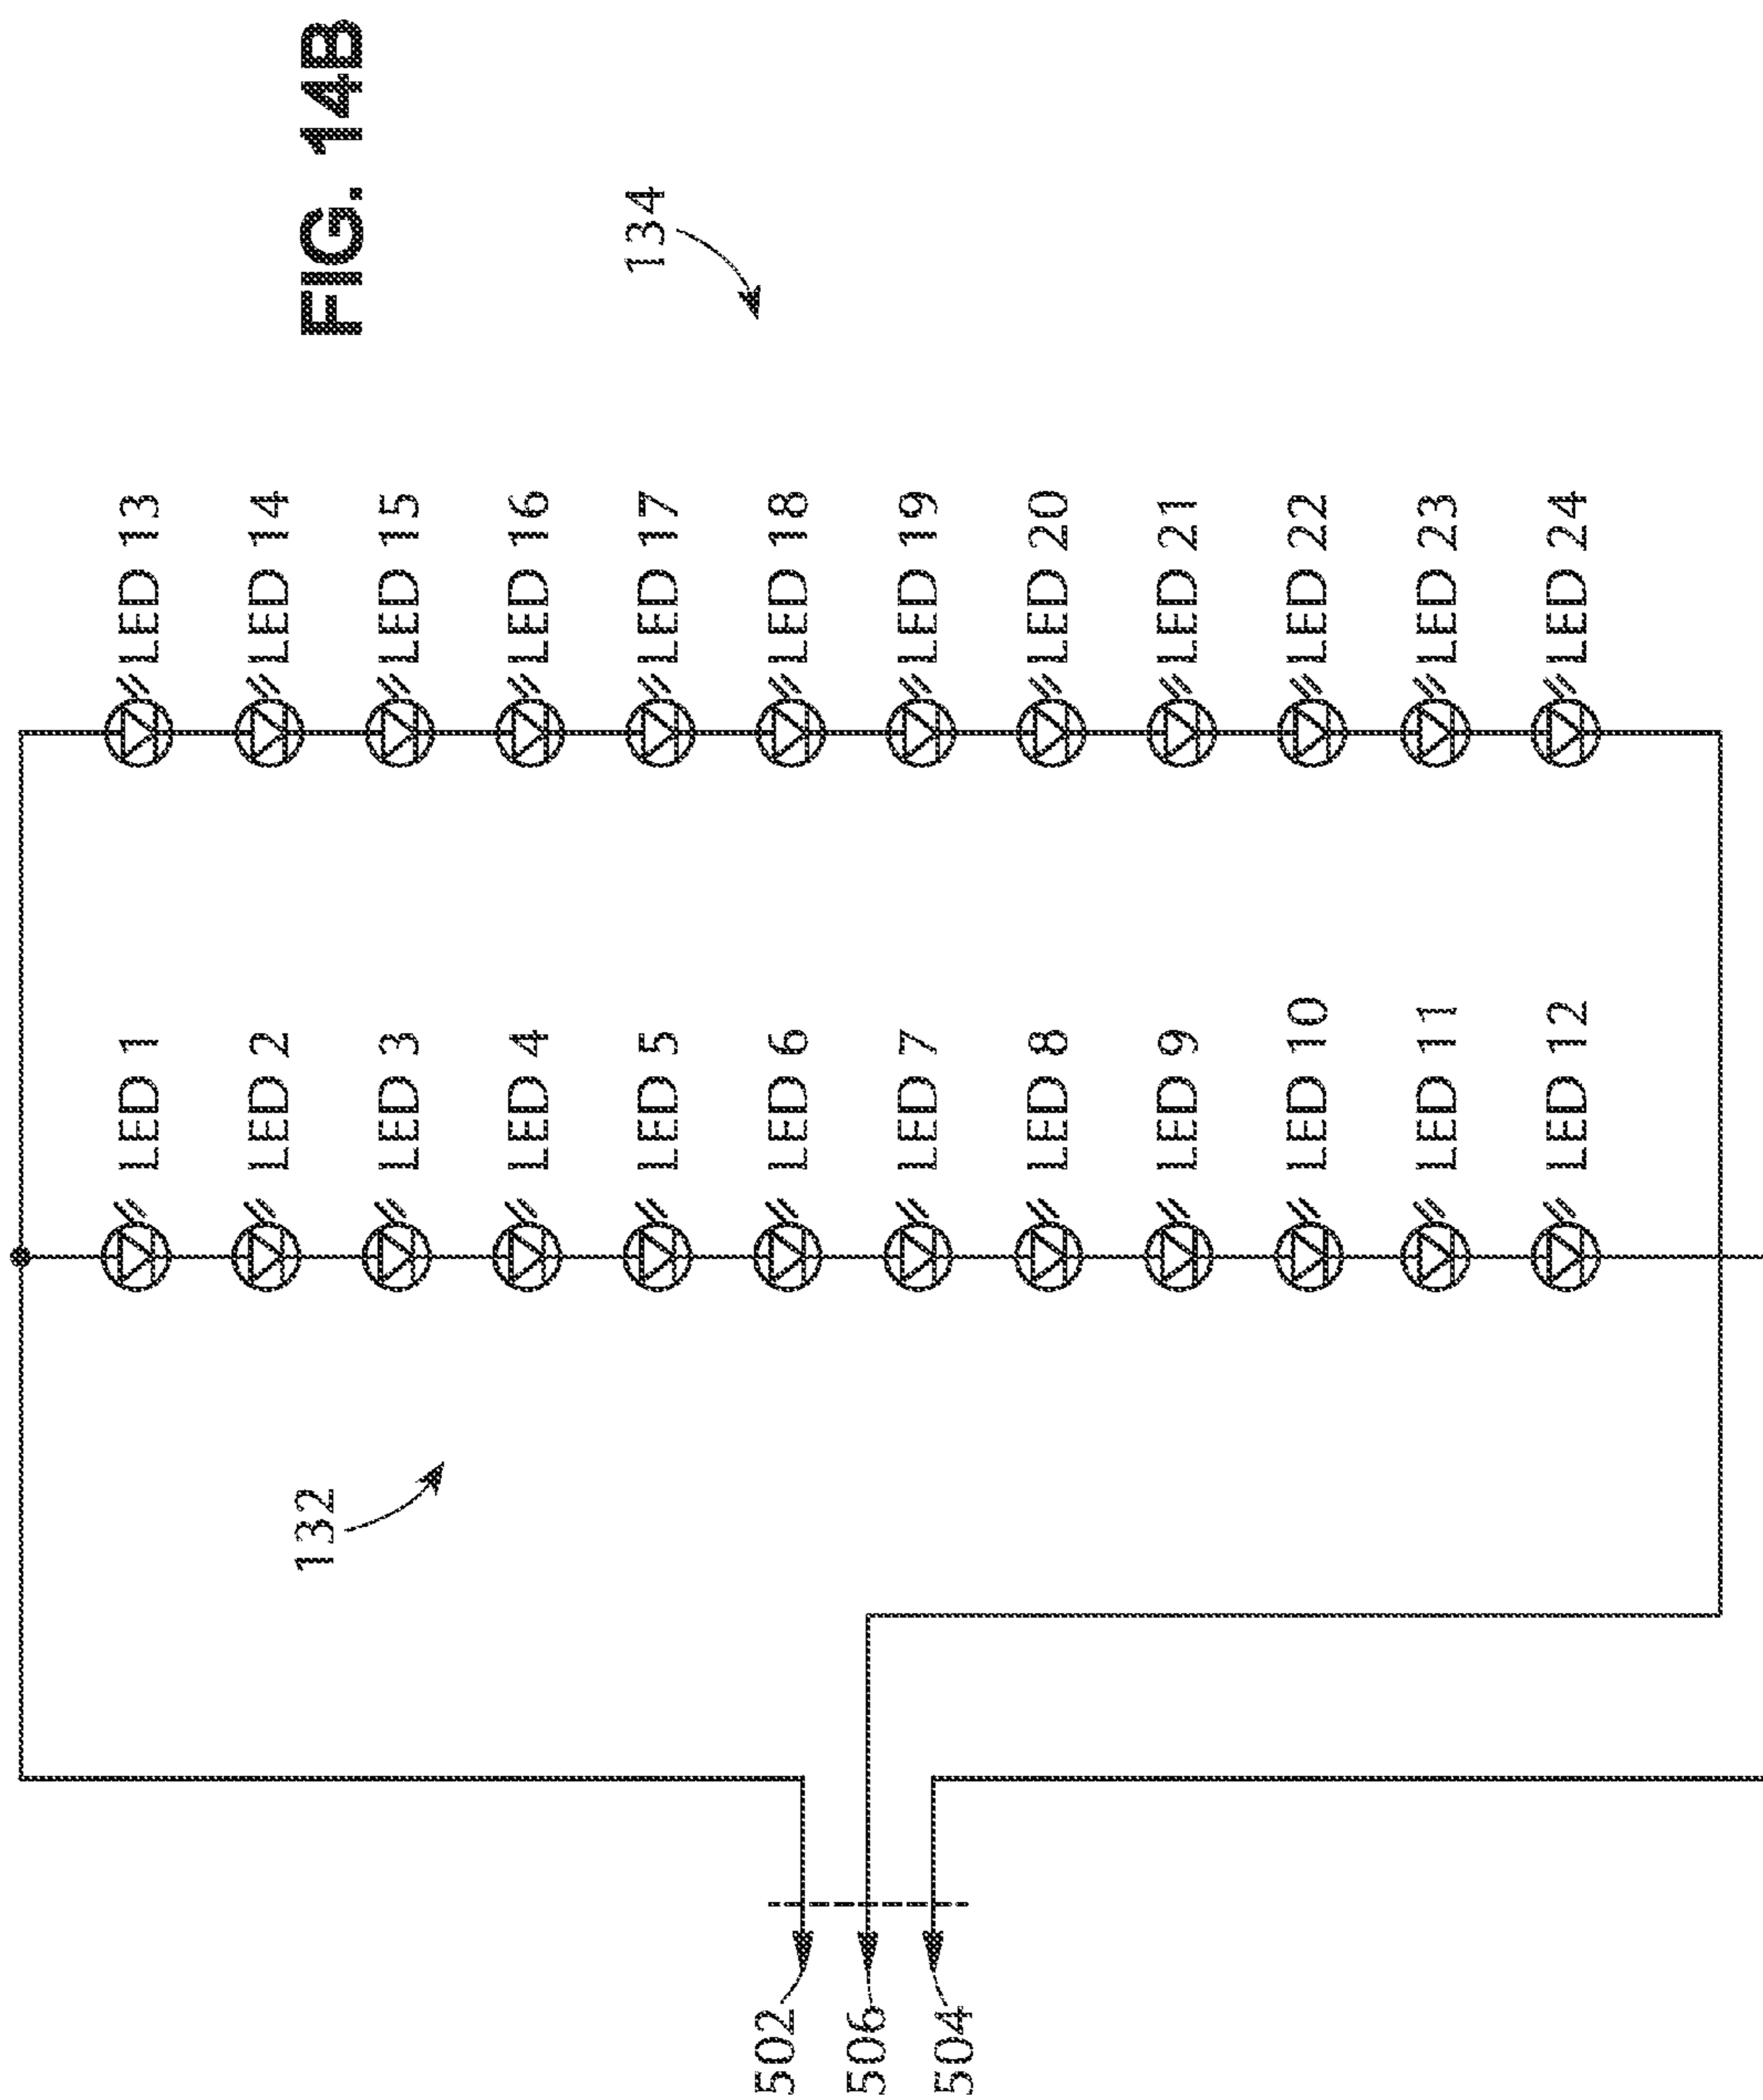 FIG. 14B
134
LED 13
LED 14
LED 15
LED 16
LED 17
LED 18
LED 19
LED 20
LED 21
LED 22
LED 23
LED 24
LED 1
LED 2
LED 3
LED 4
LED 5
LED 6
LED 7
LED 8
LED 9
LED 10
LED 11
LED 12
132
502
506
504